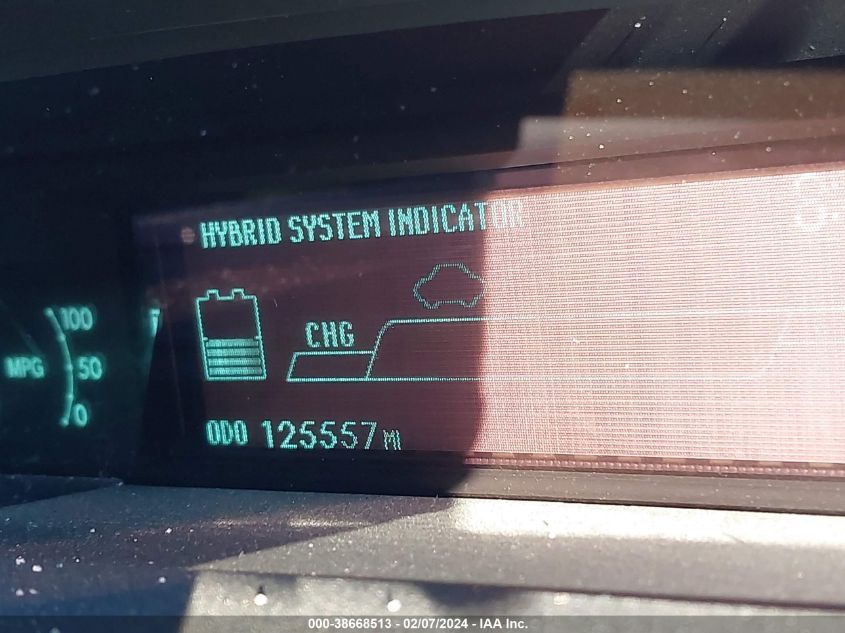 HYBRID SYSTEM INDICATOR
100
CHG
MPG
50
0
ODO 125557 MI
000-38668513 - 02/07/2024 - IAA Inc.